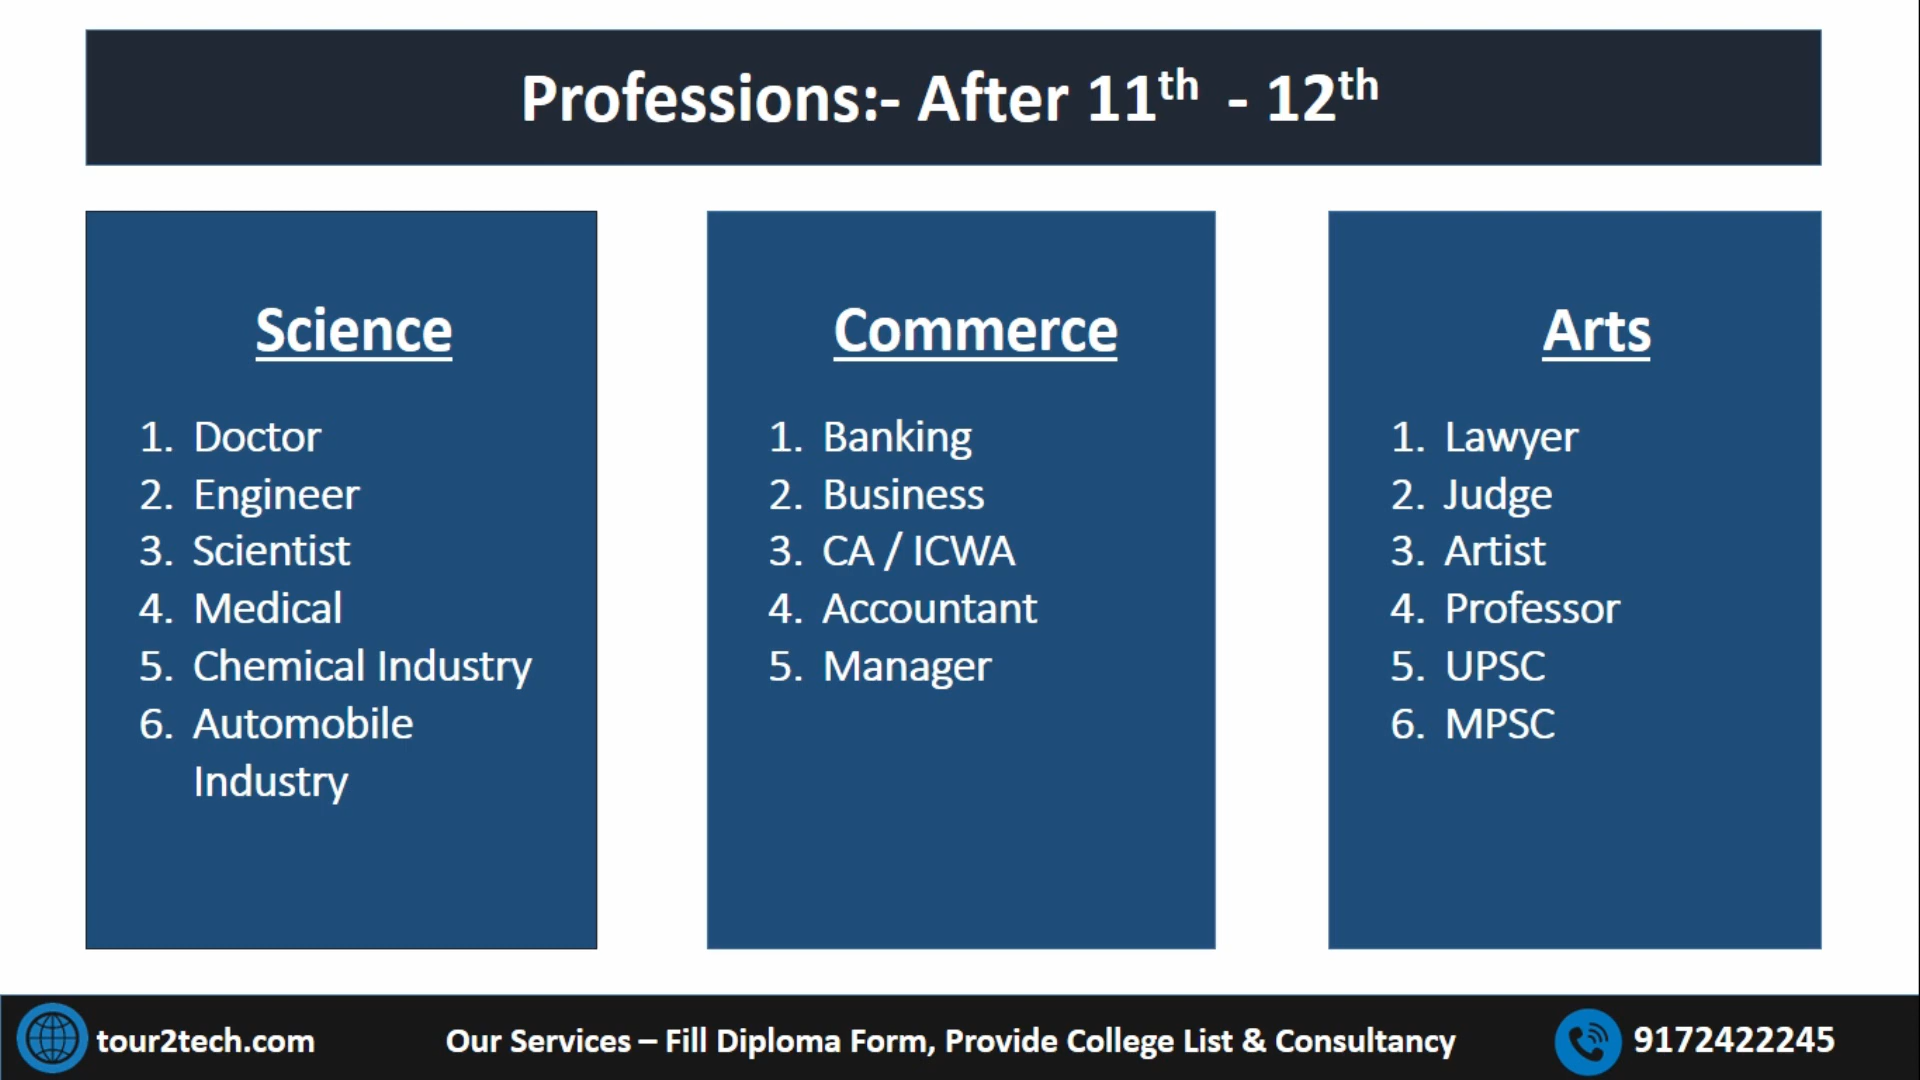 Professions:- After 11th - 12th
Science
1. Doctor
2. Engineer
3. Scientist
4. Medical
5. Chemical Industry
6. Automobile
Industry
Commerce
1. Banking
2. Business
3. CA / ICWA
4. Accountant
5. Manager
Arts
1. Lawyer
2. Judge
3. Artist
4. Professor
5. UPSC
6. MPSC
tour2tech.com
Our Services – Fill Diploma Form, Provide College List & Consultancy
9172422245